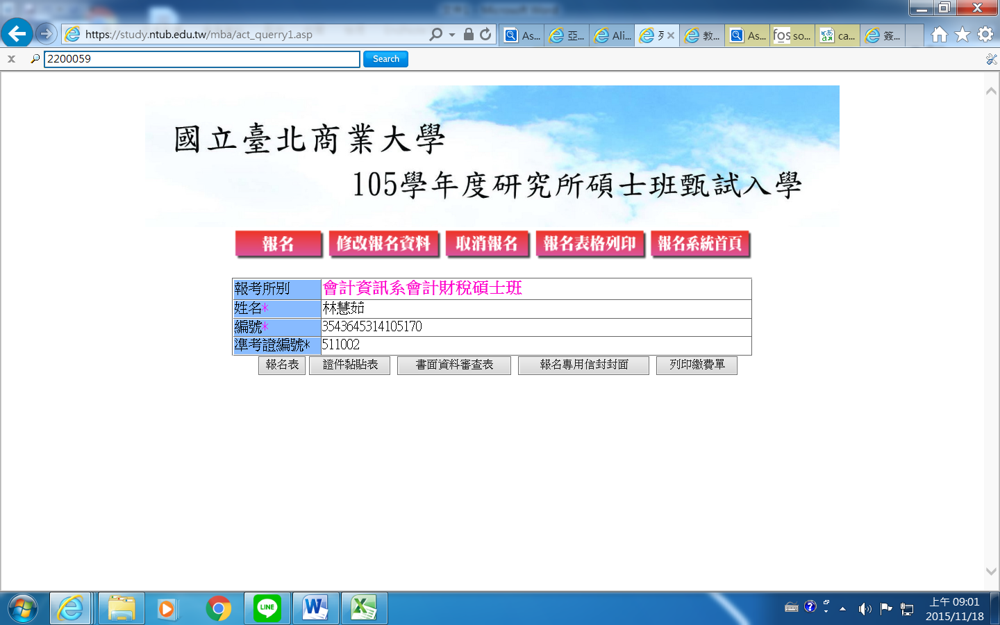 https://study.ntub.edu.tw/mba/act_querry1.asp
As...
亞...
Ali...
教...
As...
fos so...
ca...
簽...
2200059
Search
國立臺北商業大學
105學年度研究所碩士班甄試入學
報名
修改報名資料
取消報名
報名表格列印
報名系統首頁
報考所別 會計資訊系會計財稅碩士班
姓名* 林慧茹
編號* 3543645314105170
準考證編號* 511002
報名表
證件黏貼表
書面資料審查表
報名專用信封封面
列印繳費單
LINE
上午 09:01
2015/11/18